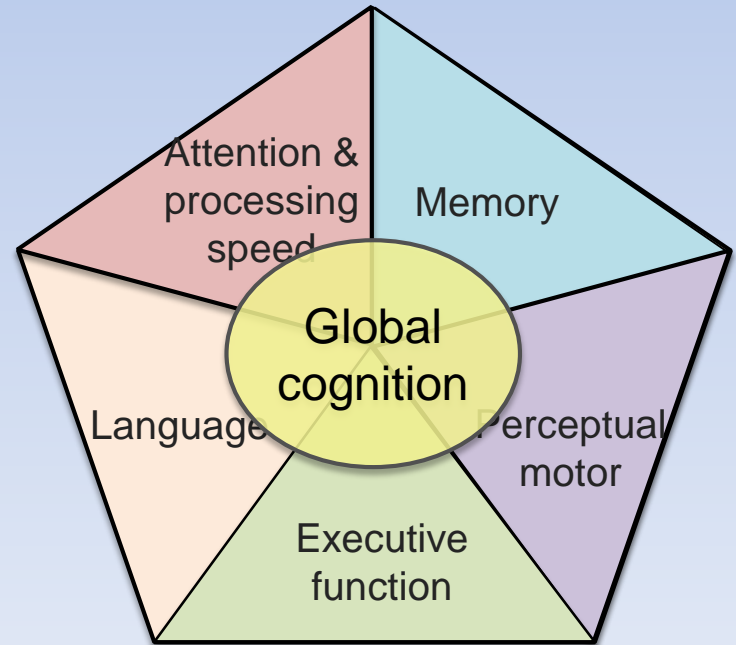 Attention &
processing
speed
Memory
Global
cognition
Language
Perceptual
motor
Executive
function